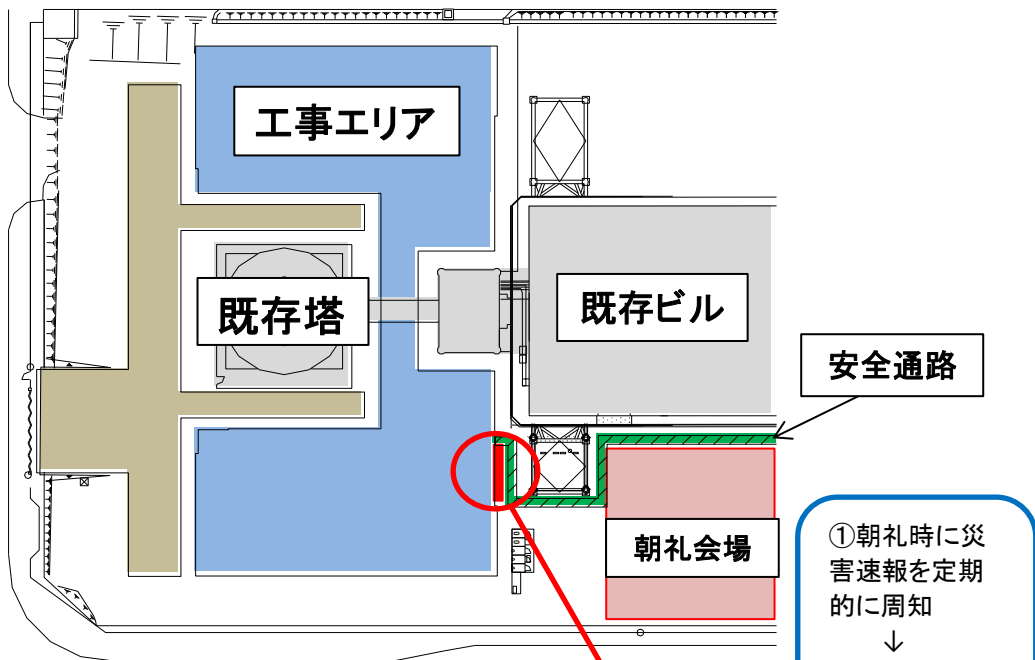 工事エリア
既存塔
既存ビル
安全通路
朝礼会場
①朝礼時に災
害速報を定期
的に周知
↓